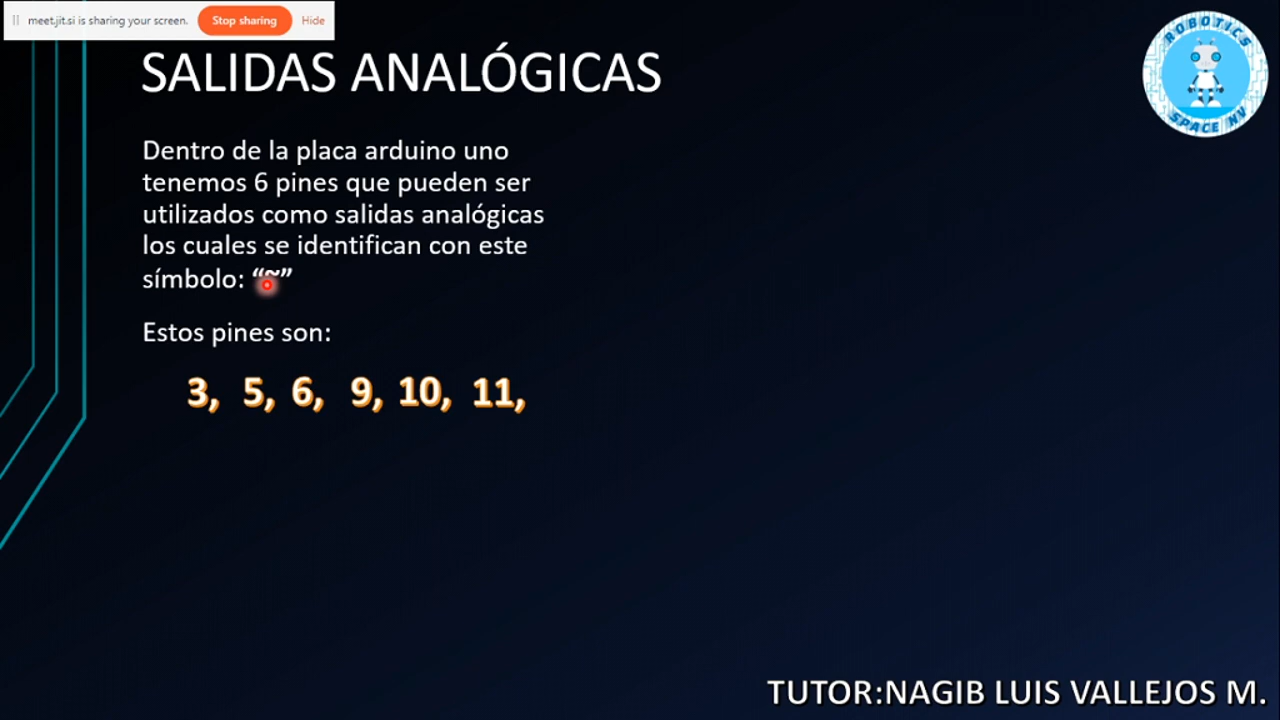 meet.jit.si is sharing your screen. Stop sharing Hide
SALIDAS ANALÓGICAS
ROBOTICS
SPACE NV
Dentro de la placa arduino uno
tenemos 6 pines que pueden ser
utilizados como salidas analógicas
los cuales se identifican con este
símbolo: “~”
Estos pines son:
3, 5, 6, 9, 10, 11,
TUTOR:NAGIB LUIS VALLEJOS M.